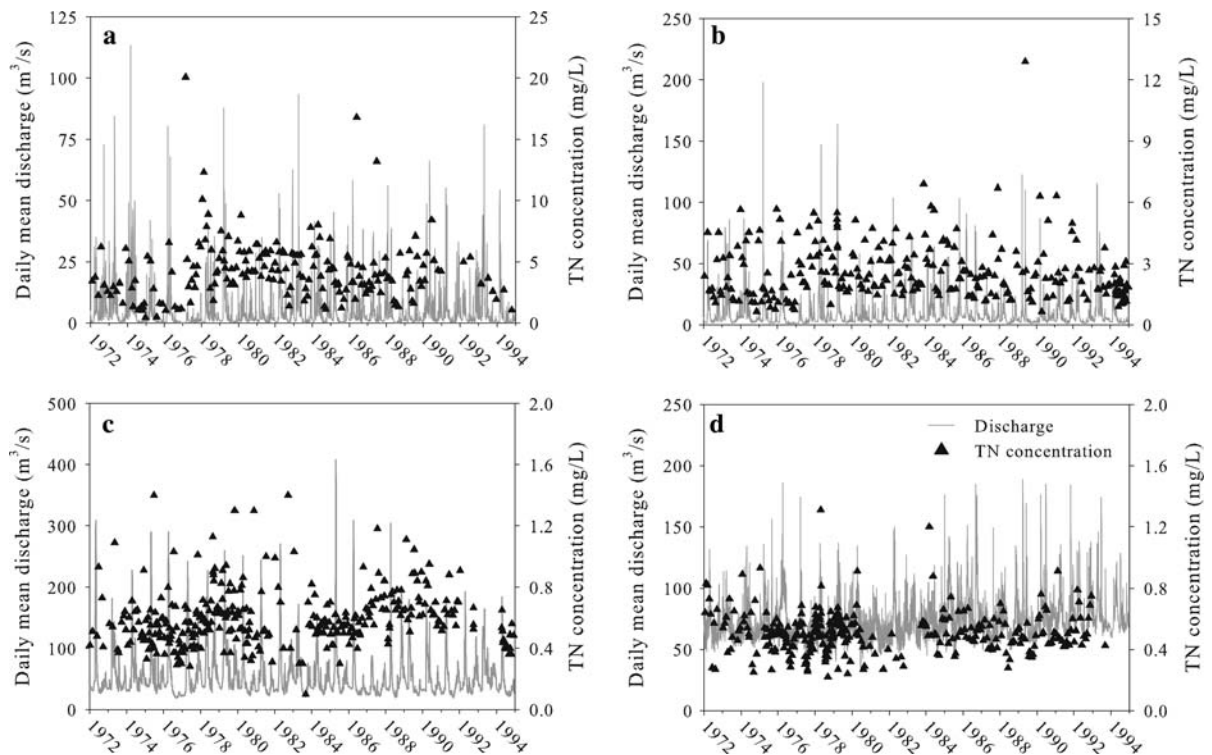 a
Daily mean discharge (m³/s)
125
100
75
50
25
0
TN concentration (mg/L)
25
20
15
10
5
0
1972 1974 1976 1978 1980 1982 1984 1986 1988 1990 1992 1994
b
Daily mean discharge (m³/s)
250
200
150
100
50
0
TN concentration (mg/L)
15
12
9
6
3
0
1972 1974 1976 1978 1980 1982 1984 1986 1988 1990 1992 1994
c
Daily mean discharge (m³/s)
500
400
300
200
100
0
TN concentration (mg/L)
2.0
1.6
1.2
0.8
0.4
0.0
1972 1974 1976 1978 1980 1982 1984 1986 1988 1990 1992 1994
d
Discharge
TN concentration
Daily mean discharge (m³/s)
250
200
150
100
50
0
TN concentration (mg/L)
2.0
1.6
1.2
0.8
0.4
0.0
1972 1974 1976 1978 1980 1982 1984 1986 1988 1990 1992 1994